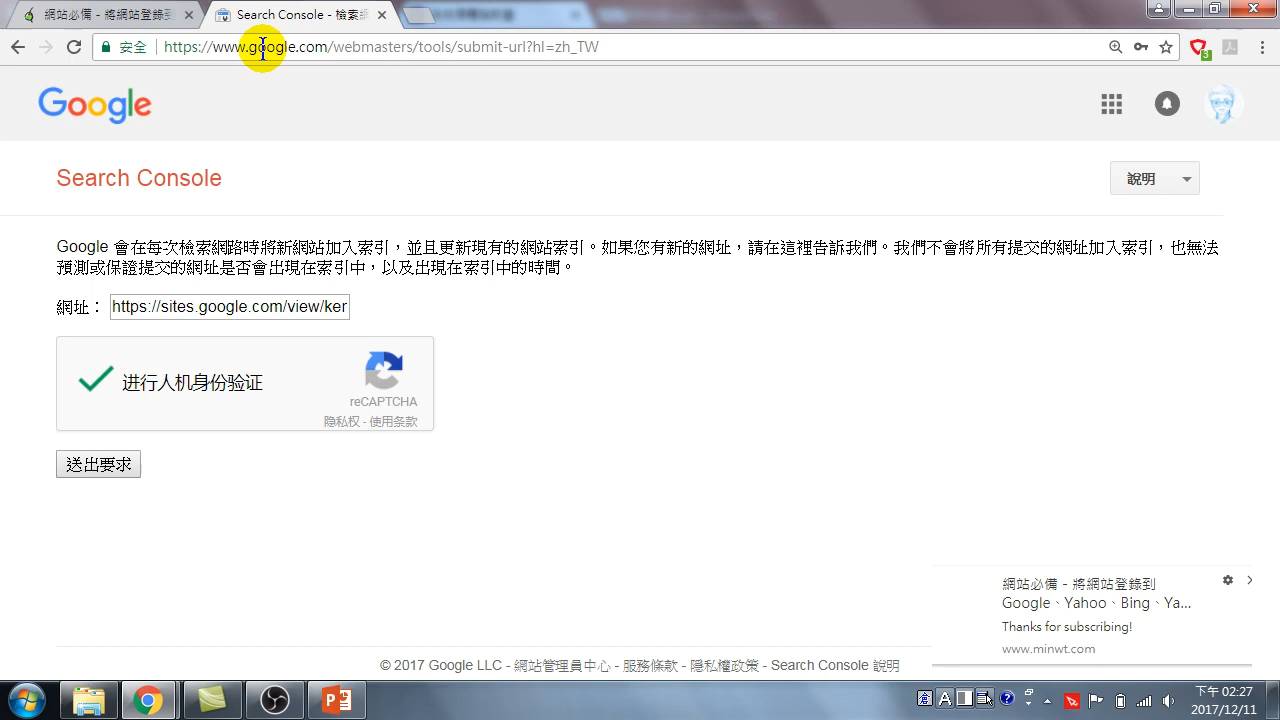 網站必備 - 將網站登錄到
Search Console - 檢索網
安全
https://www.google.com/webmasters/tools/submit-url?hl=zh_TW
3
Google
Search Console
說明
Google 會在每次檢索網路時將新網站加入索引，並且更新現有的網站索引。如果您有新的網址，請在這裡告訴我們。我們不會將所有提交的網址加入索引，也無法
預測或保證提交的網址是否會出現在索引中，以及出現在索引中的時間。
網址： https://sites.google.com/view/ker
进行人机身份验证
reCAPTCHA
隐私权 - 使用条款
送出要求
網站必備 - 將網站登錄到
Google、Yahoo、Bing、Ya...
Thanks for subscribing!
www.minwt.com
© 2017 Google LLC - 網站管理員中心 - 服務條款 - 隱私權政策 - Search Console 說明
A
下午 02:27
2017/12/11